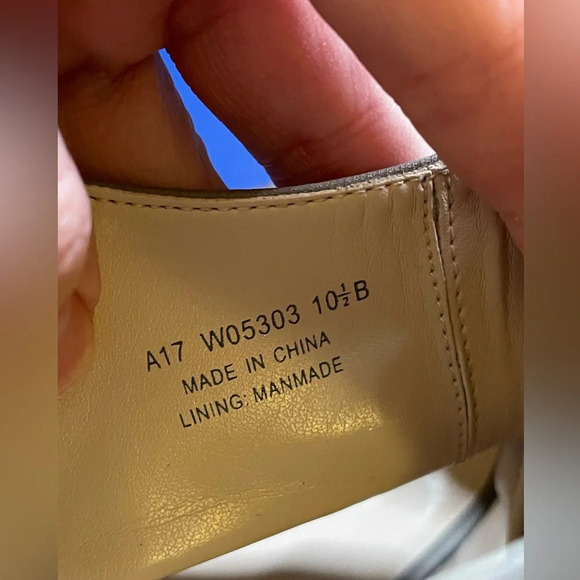 A17 W05303 10½B
MADE IN CHINA
LINING: MANMADE